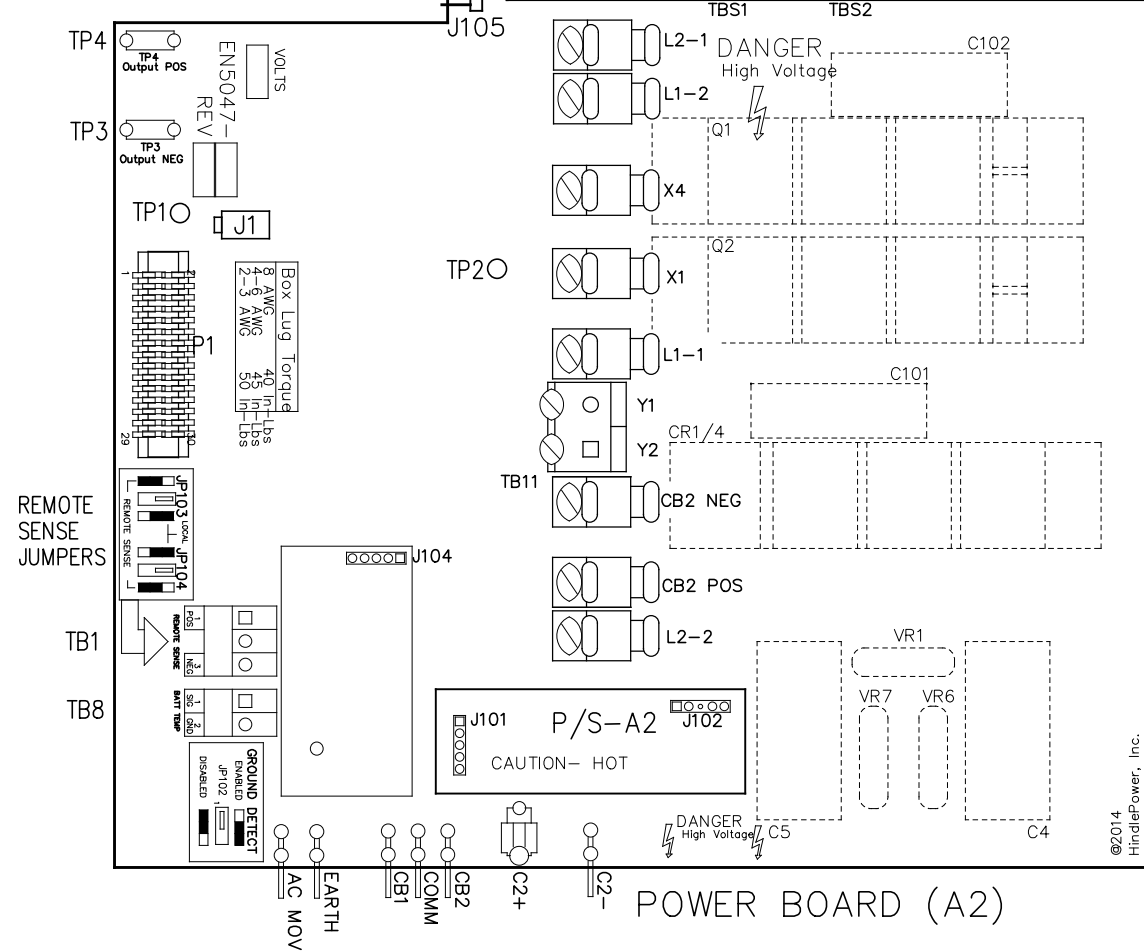 TBS1
TBS2
J105
TP4
TP4
Output POS
VOLTS
EN5047-
REV
L2-1
DANGER
High Voltage
C102
L1-2
TP3
TP3
Output NEG
Q1
X4
TP1
J1
Q2
TP2
X1
1
2
P1
29
30
Box Lug Torque
8 AWG 40 In-Lbs
4-6 AWG 45 In-Lbs
2-3 AWG 50 In-Lbs
L1-1
C101
Y1
CR1/4
Y2
TB11
CB2 NEG
REMOTE
SENSE
JUMPERS
JP103
LOCAL
REMOTE SENSE
JP104
J104
CB2 POS
TB1
REMOTE SENSE
POS
1
NEG
3
L2-2
VR1
TB8
BATT TEMP
SIG
1
GND
2
VR7
VR6
J101
P/S-A2
J102
CAUTION- HOT
GROUND DETECT
ENABLED
JP102
1
DISABLED
DANGER
High Voltage
C5
C4
©2014
HindlePower, Inc.
AC MOV
EARTH
CB1
COMM
CB2
C2+
C2-
POWER BOARD (A2)